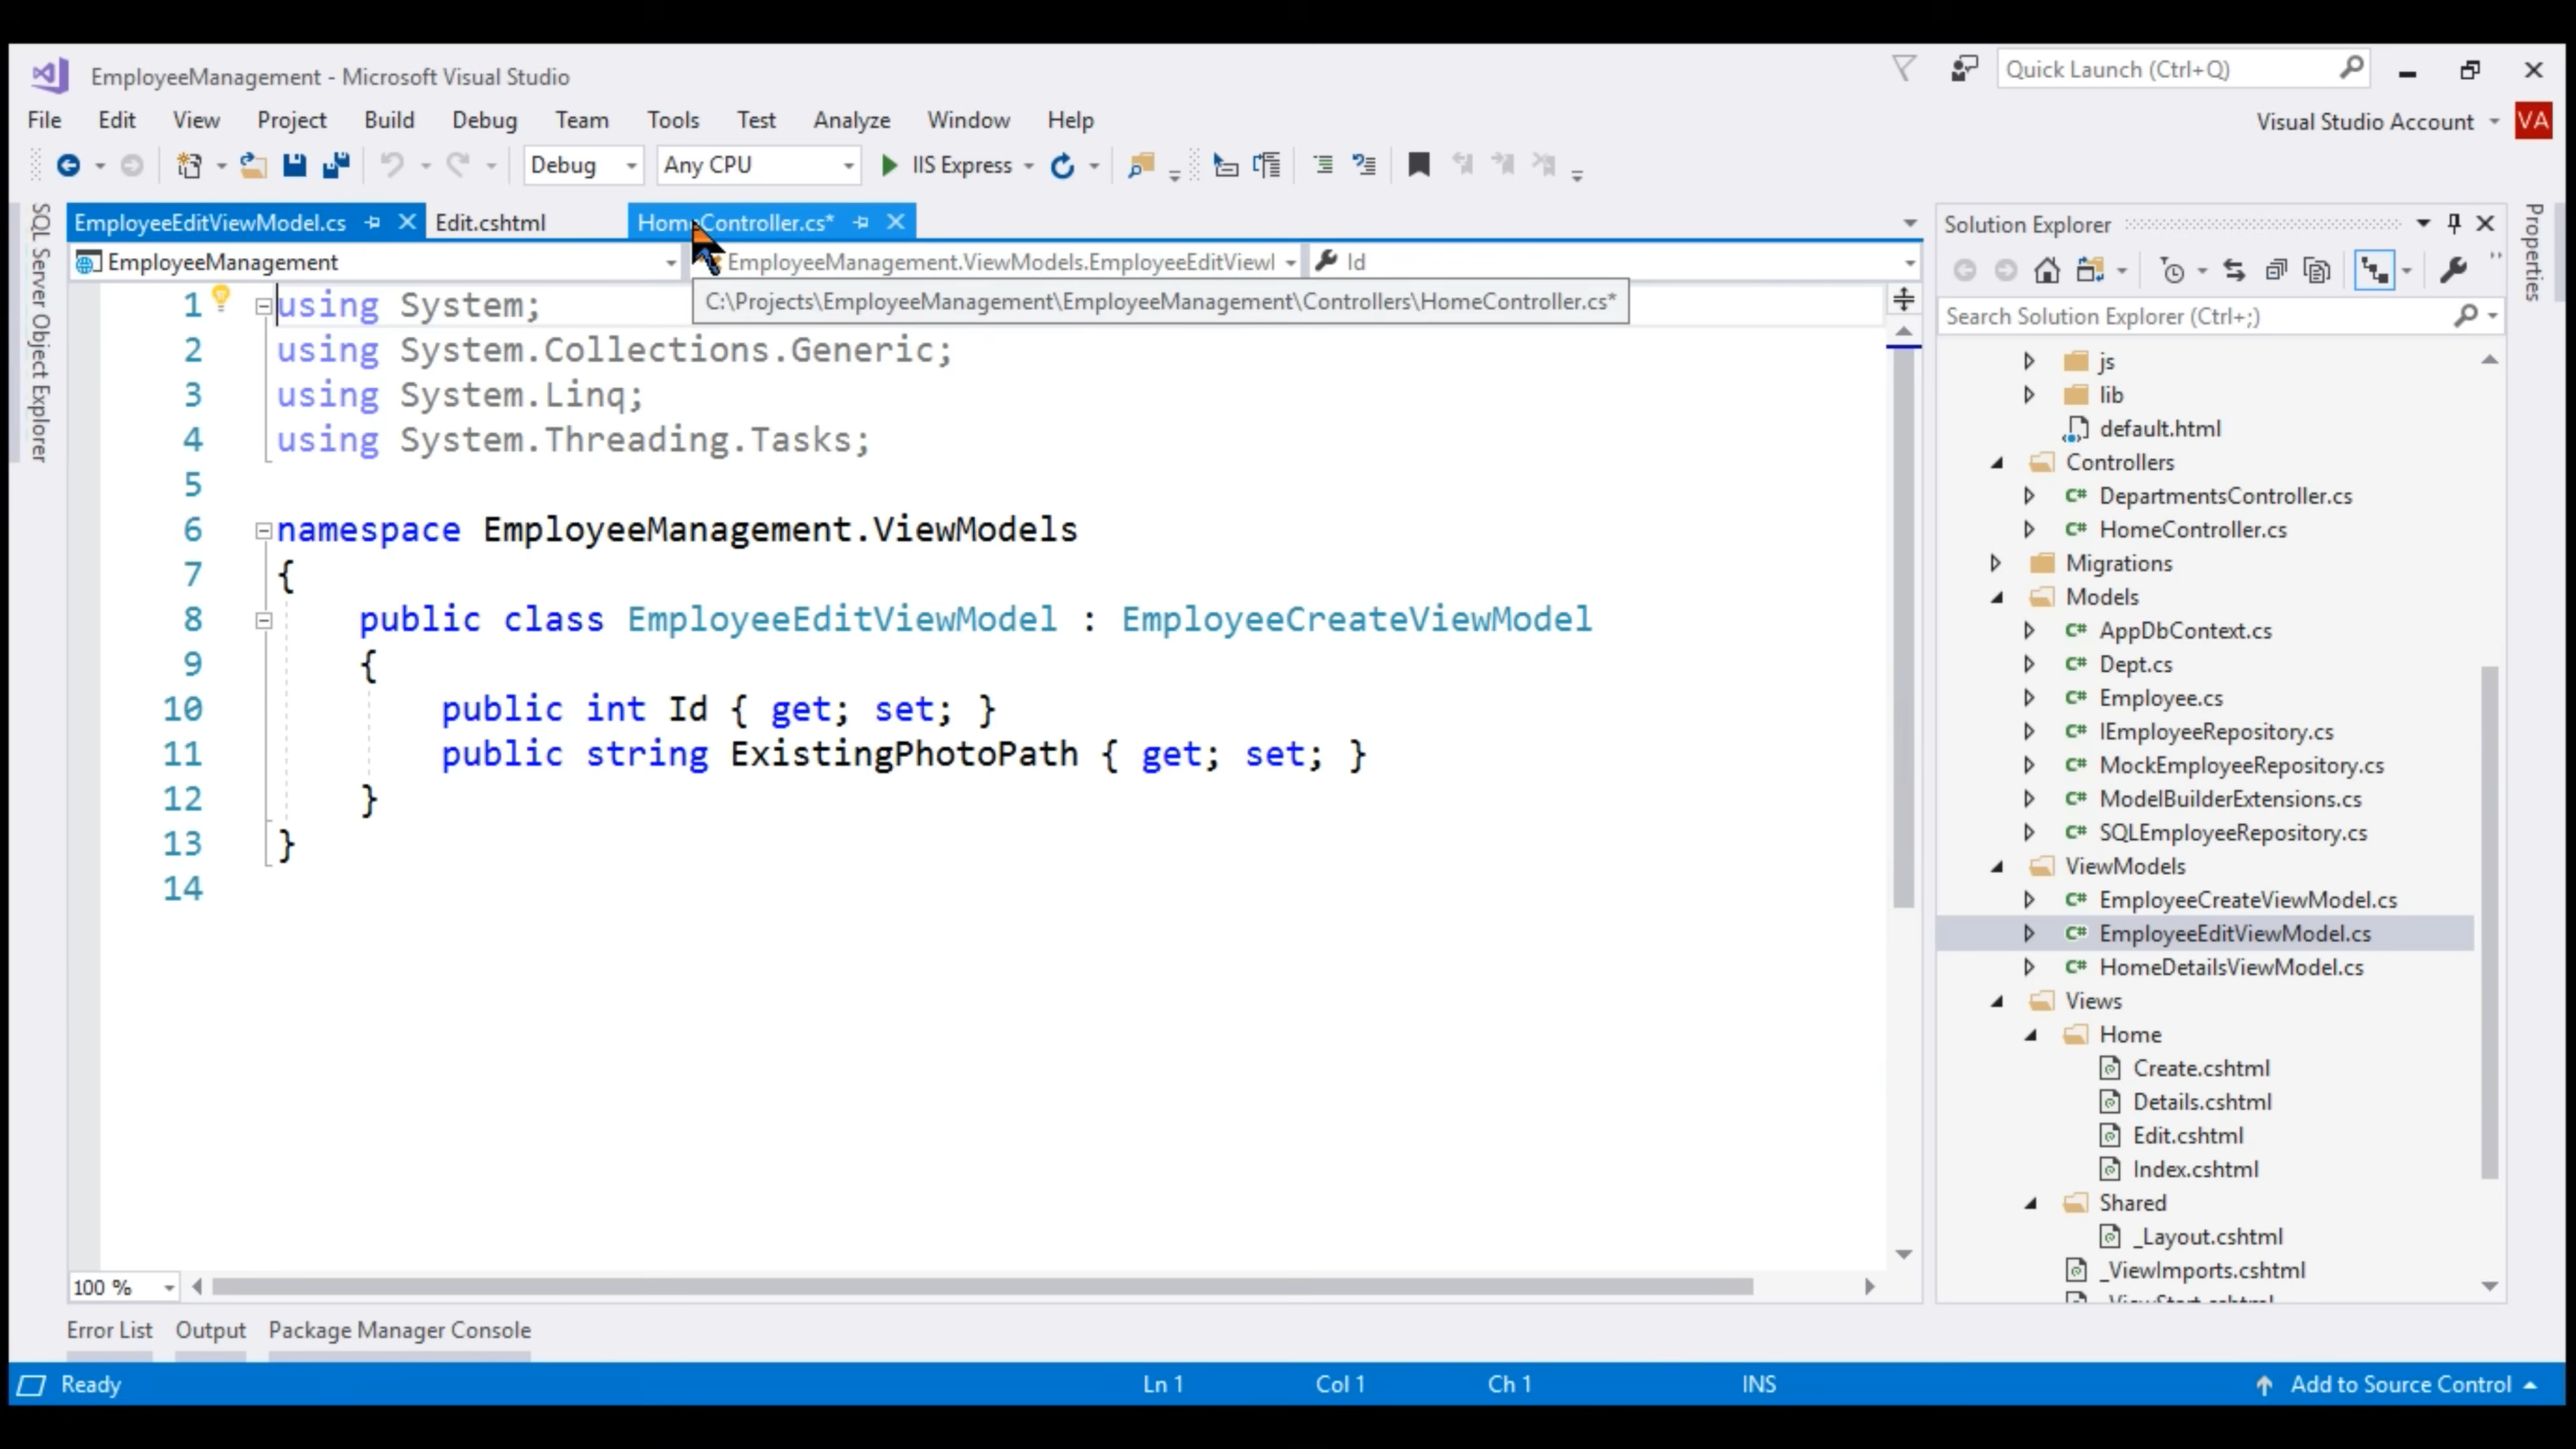 EmployeeManagement - Microsoft Visual Studio
Quick Launch (Ctrl+Q)
File Edit View Project Build Debug Team Tools Test Analyze Window Help
Visual Studio Account VA
Debug Any CPU IIS Express
SQL Server Object Explorer
EmployeeEditViewModel.cs Edit.cshtml HomeController.cs*
EmployeeManagement EmployeeManagement.ViewModels.EmployeeEditViewI Id
C:\Projects\EmployeeManagement\EmployeeManagement\Controllers\HomeController.cs*
1 using System;
2 using System.Collections.Generic;
3 using System.Linq;
4 using System.Threading.Tasks;
5
6 namespace EmployeeManagement.ViewModels
7 {
8 public class EmployeeEditViewModel : EmployeeCreateViewModel
9 {
10 public int Id { get; set; }
11 public string ExistingPhotoPath { get; set; }
12 }
13 }
14
100 %
Solution Explorer
Search Solution Explorer (Ctrl+;)
js
lib
default.html
Controllers
C# DepartmentsController.cs
C# HomeController.cs
Migrations
Models
C# AppDbContext.cs
C# Dept.cs
C# Employee.cs
C# IEmployeeRepository.cs
C# MockEmployeeRepository.cs
C# ModelBuilderExtensions.cs
C# SQLEmployeeRepository.cs
ViewModels
C# EmployeeCreateViewModel.cs
C# EmployeeEditViewModel.cs
C# HomeDetailsViewModel.cs
Views
Home
Create.cshtml
Details.cshtml
Edit.cshtml
Index.cshtml
Shared
_Layout.cshtml
_ViewImports.cshtml
Properties
Error List Output Package Manager Console
Ready Ln 1 Col 1 Ch 1 INS Add to Source Control